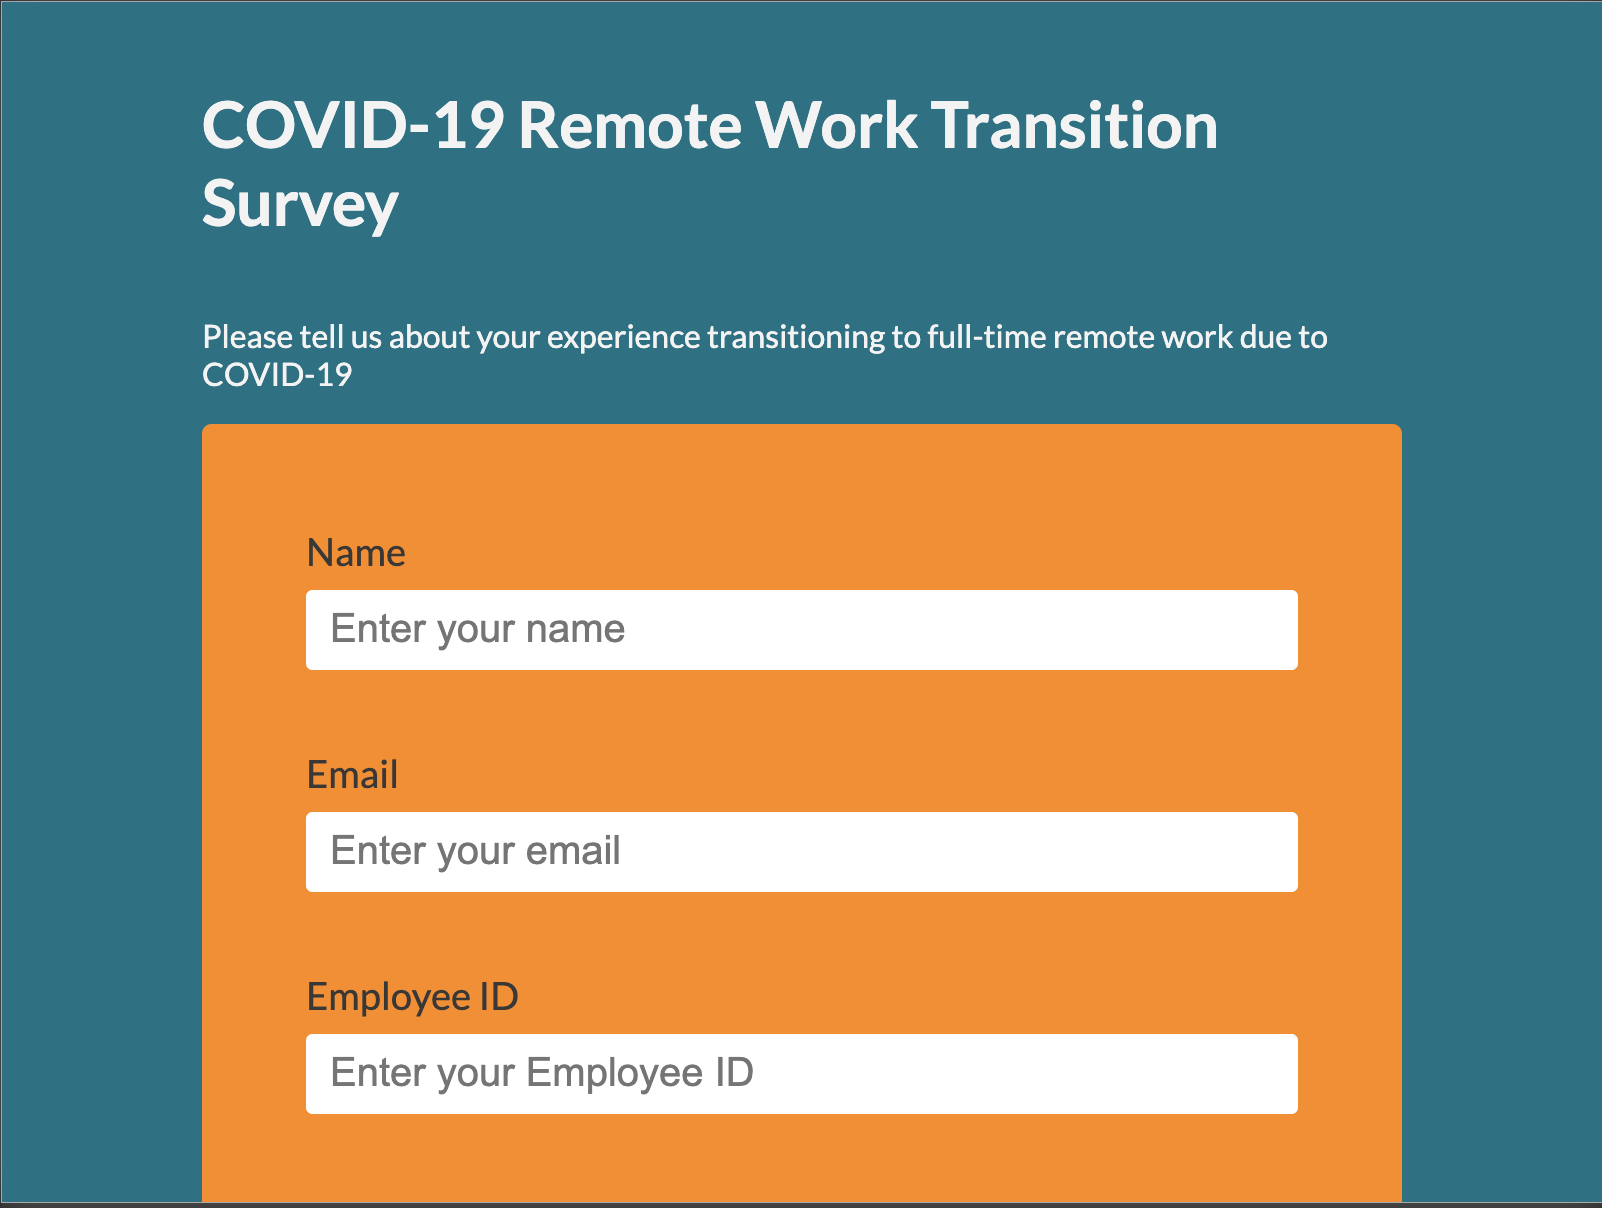 COVID-19 Remote Work Transition
Survey
Please tell us about your experience transitioning to full-time remote work due to
COVID-19
Name
Enter your name
Email
Enter your email
Employee ID
Enter your Employee ID